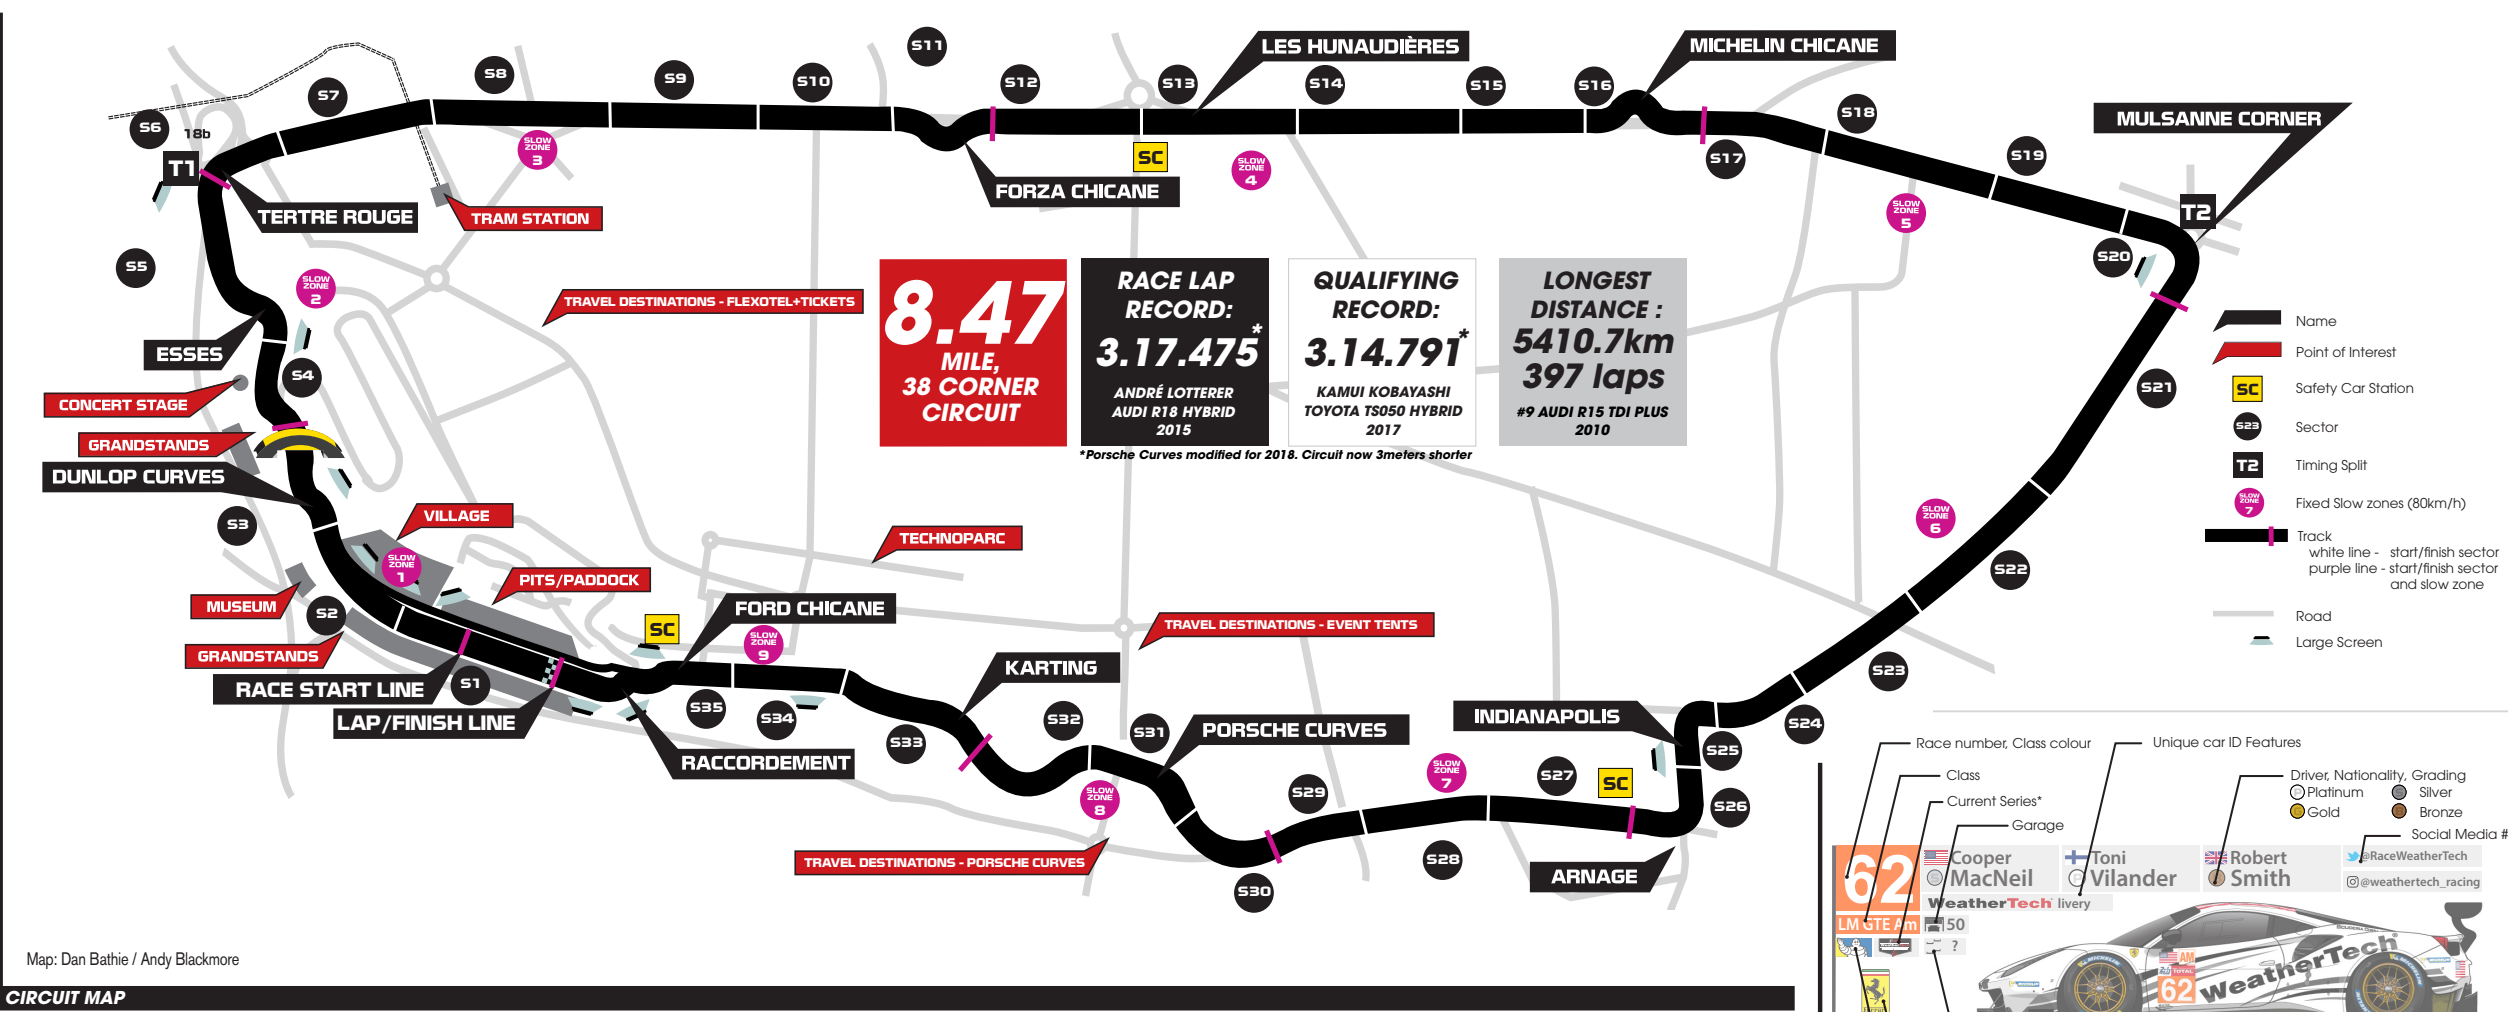 S11
LES HUNAUDIÈRES
MICHELIN CHICANE
S8
S9
S10
S12
S13
S14
S15
S16
S7
S6
18b
T1
SLOW ZONE 3
SC
SLOW ZONE 4
S17
S18
S19
MULSANNE CORNER
T2
FORZA CHICANE
TERTRE ROUGE
TRAM STATION
SLOW ZONE 5
S5
SLOW ZONE 2
S20
TRAVEL DESTINATIONS - FLEXOTEL+TICKETS
8.47
MILE,
38 CORNER
CIRCUIT
RACE LAP
RECORD:
3.17.475*
ANDRÉ LOTTERER
AUDI R18 HYBRID
2015
QUALIFYING
RECORD:
3.14.791*
KAMUI KOBAYASHI
TOYOTA TS050 HYBRID
2017
LONGEST
DISTANCE :
5410.7km
397 laps
#9 AUDI R15 TDI PLUS
2010
*Porsche Curves modified for 2018. Circuit now 3meters shorter
ESSES
S4
CONCERT STAGE
GRANDSTANDS
DUNLOP CURVES
S3
VILLAGE
SLOW ZONE 1
PITS/PADDOCK
TECHNOPARC
MUSEUM
S2
GRANDSTANDS
RACE START LINE
S1
LAP/FINISH LINE
SC
FORD CHICANE
SLOW ZONE 9
RACCORDEMENT
S35
S34
S33
KARTING
S32
S31
TRAVEL DESTINATIONS - EVENT TENTS
PORSCHE CURVES
SLOW ZONE 8
TRAVEL DESTINATIONS - PORSCHE CURVES
S30
S29
SLOW ZONE 7
S28
S27
SC
ARNAGE
INDIANAPOLIS
S26
S25
S24
S23
S22
SLOW ZONE 6
S21
Name
Point of Interest
SC Safety Car Station
S23 Sector
T2 Timing Split
SLOW ZONE 7 Fixed Slow zones (80km/h)
Track
white line - start/finish sector
purple line - start/finish sector
and slow zone
Road
Large Screen
Race number, Class colour
Unique car ID Features
Class
Driver, Nationality, Grading
Current Series*
P Platinum
S Silver
Garage
G Gold
B Bronze
Social Media #
62
Cooper
MacNeil
Toni
Vilander
Robert
Smith
@RaceWeatherTech
@weathertech_racing
WeatherTech livery
LM GTE Am
50
?
WeatherTech
AM
TOTAL
62
MICHELIN
Map: Dan Bathie / Andy Blackmore
CIRCUIT MAP